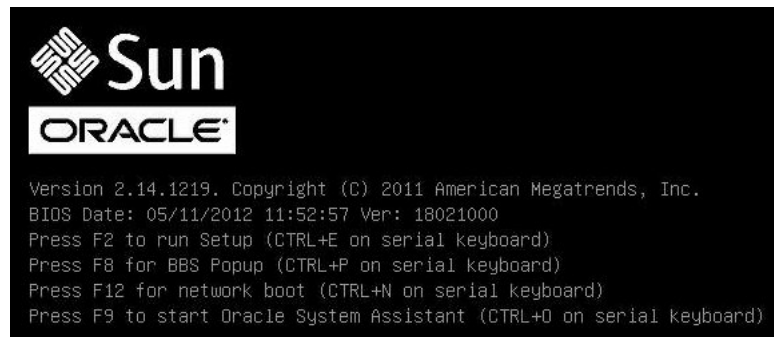 Sun
ORACLE
Version 2.14.1219. Copyright (C) 2011 American Megatrends, Inc.
BIOS Date: 05/11/2012 11:52:57 Ver: 18021000
Press F2 to run Setup (CTRL+E on serial keyboard)
Press F8 for BBS Popup (CTRL+P on serial keyboard)
Press F12 for network boot (CTRL+N on serial keyboard)
Press F9 to start Oracle System Assistant (CTRL+O on serial keyboard)